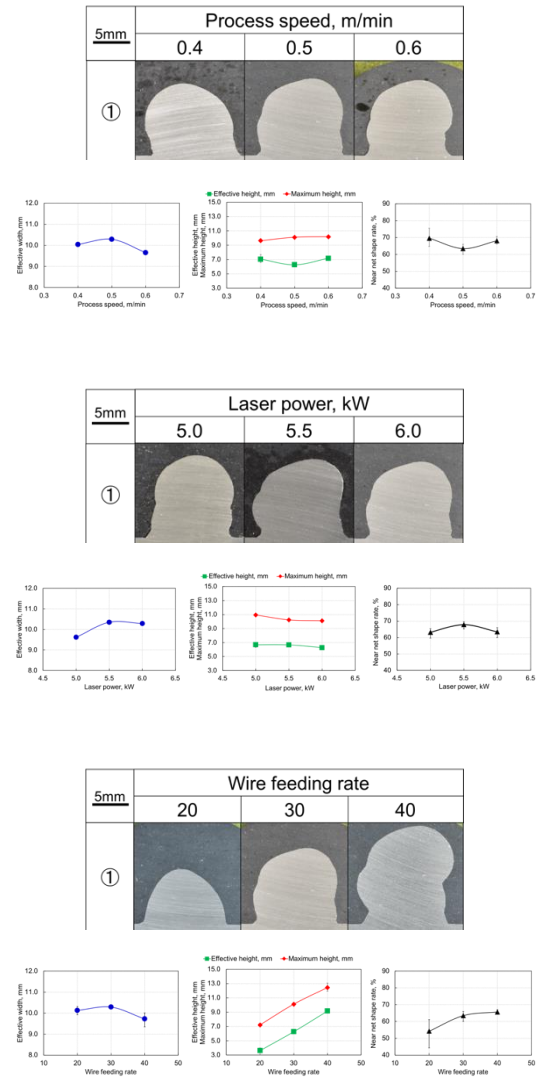 5mm
Process speed, m/min
0.4 0.5 0.6
①
Effective width,mm
12.0
11.0
10.0
9.0
8.0
0.3 0.4 0.5 0.6 0.7
Process speed, m/min
Effective height, mm Maximum height, mm
Effective height, mm
Maximum height, mm
15.0
13.0
11.0
9.0
7.0
5.0
3.0
0.3 0.4 0.5 0.6 0.7
Process speed, m/min
Near net shape rate, %
90
80
70
60
50
40
0.3 0.4 0.5 0.6 0.7
Process speed, m/min
5mm
Laser power, kW
5.0 5.5 6.0
①
Effective width, mm
12.0
11.0
10.0
9.0
8.0
4.5 5.0 5.5 6.0 6.5
Laser power, kW
Effective height, mm Maximum height, mm
Effective height, mm
Maximum height, mm
15.0
13.0
11.0
9.0
7.0
5.0
3.0
4.5 5.0 5.5 6.0 6.5
Laser power, kW
Near net shape rate, %
90
80
70
60
50
40
4.5 5.0 5.5 6.0 6.5
Laser power, kW
5mm
Wire feeding rate
20 30 40
①
Effective width, mm
12.0
11.0
10.0
9.0
8.0
10 20 30 40 50
Wire feeding rate
Effective height, mm Maximum height, mm
Effective height, mm
Maximum height, mm
15.0
13.0
11.0
9.0
7.0
5.0
3.0
10 20 30 40 50
Wire feeding rate
Near net shape rate, %
90
80
70
60
50
40
10 20 30 40 50
Wire feeding rate